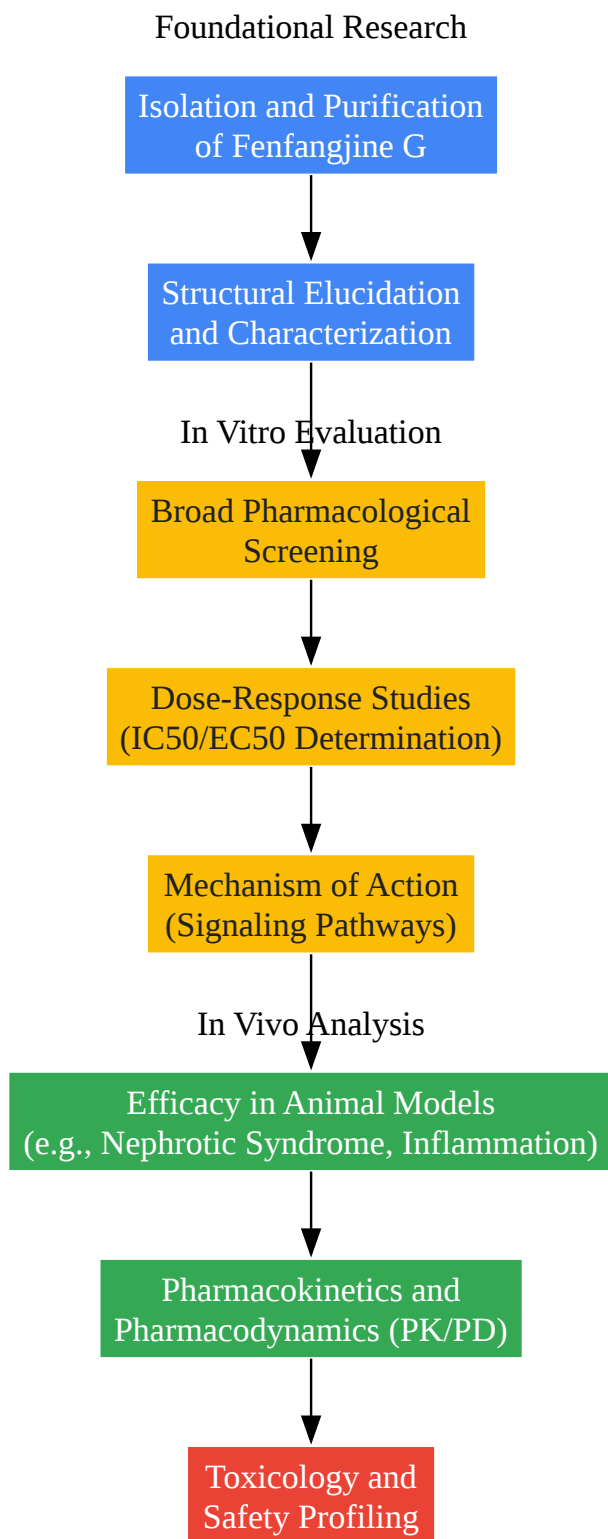 Foundational Research
Isolation and Purification
of Fenfangjine G
Structural Elucidation
and Characterization
In Vitro Evaluation
Broad Pharmacological
Screening
Dose-Response Studies
(IC50/EC50 Determination)
Mechanism of Action
(Signaling Pathways)
In Vivo Analysis
Efficacy in Animal Models
(e.g., Nephrotic Syndrome, Inflammation)
Pharmacokinetics and
Pharmacodynamics (PK/PD)
Toxicology and
Safety Profiling